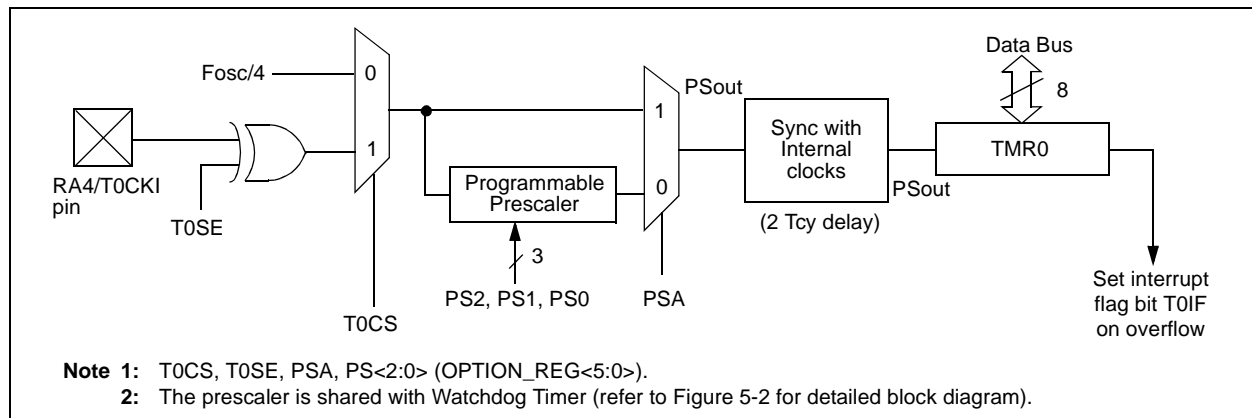 Data Bus
8
Fosc/4
0
1
RA4/T0CKI
pin
T0SE
T0CS
Programmable
Prescaler
3
PS2, PS1, PS0
1
0
PSA
PSout
Sync with
Internal
clocks
(2 Tcy delay)
PSout
TMR0
Set interrupt
flag bit T0IF
on overflow
Note 1: T0CS, T0SE, PSA, PS<2:0> (OPTION_REG<5:0>).
2: The prescaler is shared with Watchdog Timer (refer to Figure 5-2 for detailed block diagram).